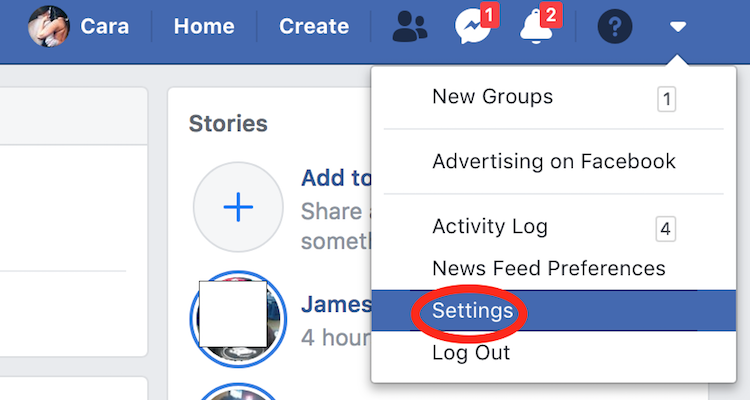 Cara
Home
Create
1
2
?
New Groups
1
Stories
Advertising on Facebook
Add to
Share
someth
Activity Log
4
News Feed Preferences
James
Settings
4 hour
Log Out